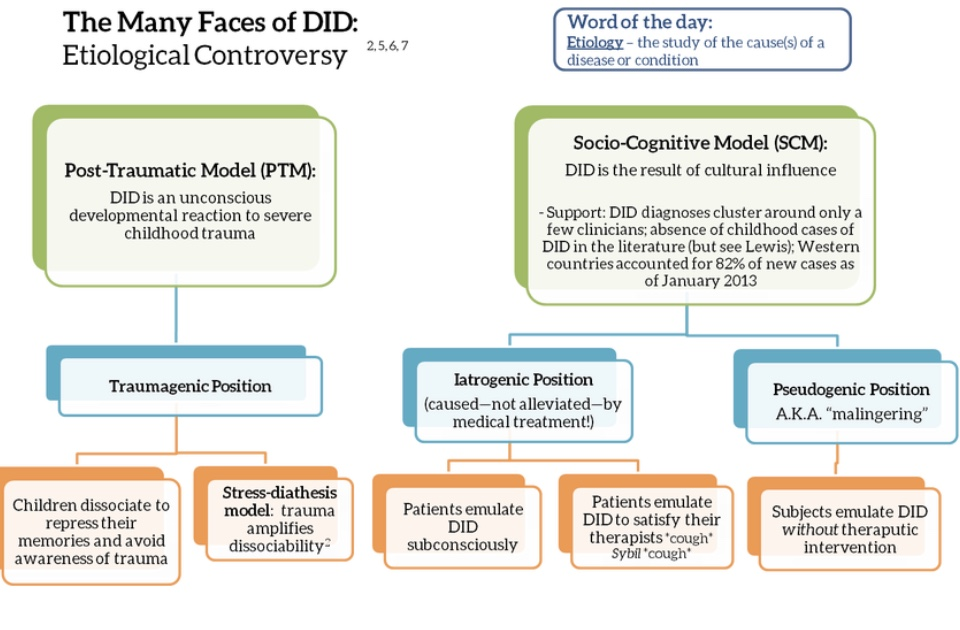 The Many Faces of DID:
Etiological Controversy 2,5,6,7
Word of the day:
Etiology – the study of the cause(s) of a
disease or condition
Post-Traumatic Model (PTM):
DID is an unconscious
developmental reaction to severe
childhood trauma
Socio-Cognitive Model (SCM):
DID is the result of cultural influence
- Support: DID diagnoses cluster around only a
few clinicians; absence of childhood cases of
DID in the literature (but see Lewis); Western
countries accounted for 82% of new cases as
of January 2013
Traumagenic Position
Iatrogenic Position
(caused—not alleviated—by
medical treatment!)
Pseudogenic Position
A.K.A. “malingering”
Children dissociate to
repress their
memories and avoid
awareness of trauma
Stress-diathesis
model: trauma
amplifies
dissociability2
Patients emulate
DID
subconsciously
Patients emulate
DID to satisfy their
therapists *cough*
Sybil *cough*
Subjects emulate DID
without theraputic
intervention